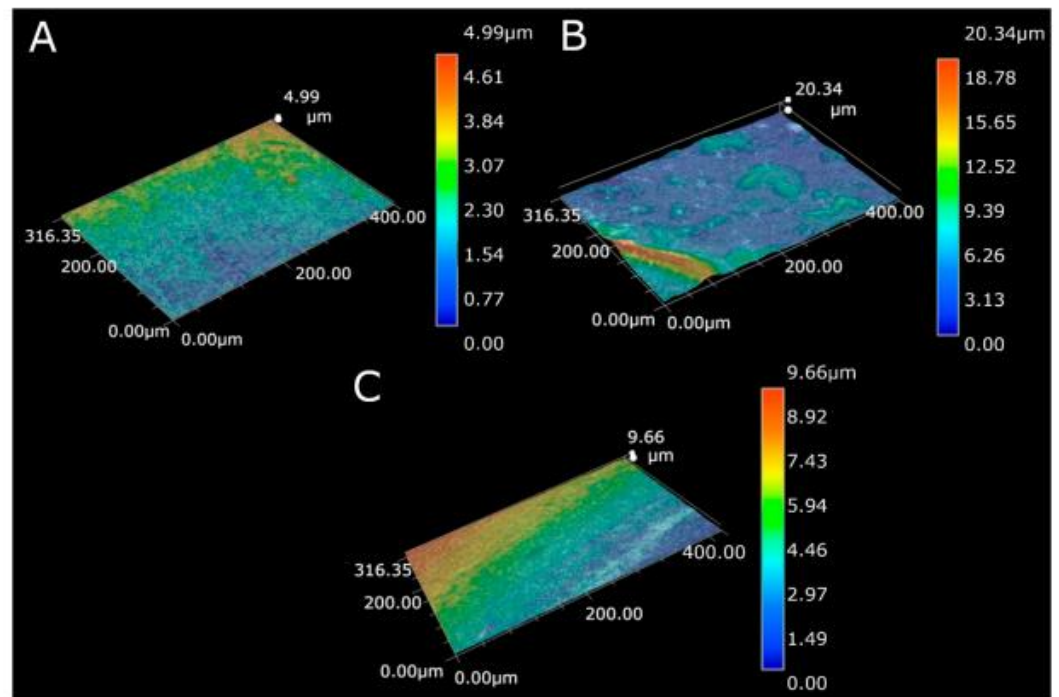 A
4.99
µm
316.35
200.00
0.00µm
0.00µm
200.00
400.00
4.99µm
4.61
3.84
3.07
2.30
1.54
0.77
0.00
B
20.34
µm
316.35
200.00
0.00µm
0.00µm
200.00
400.00
20.34µm
18.78
15.65
12.52
9.39
6.26
3.13
0.00
C
9.66
µm
316.35
200.00
0.00µm
0.00µm
200.00
400.00
9.66µm
8.92
7.43
5.94
4.46
2.97
1.49
0.00